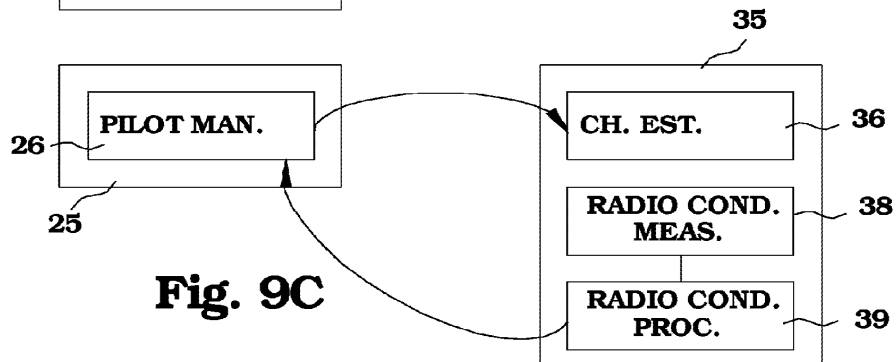 35
PILOT MAN.
26
25
CH. EST.
36
RADIO COND.
MEAS.
38
RADIO COND.
PROC.
39
Fig. 9C